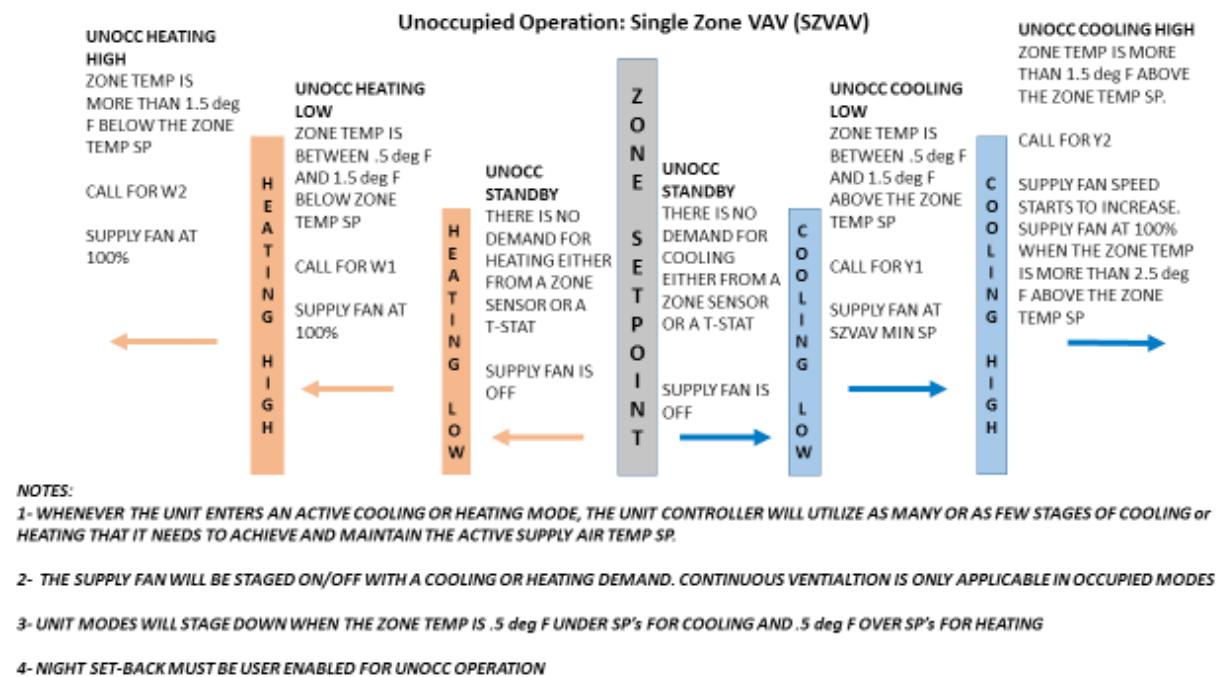 Unoccupied Operation: Single Zone VAV (SZVAV)
UNOCC HEATING
HIGH
ZONE TEMP IS
MORE THAN 1.5 deg
F BELOW THE ZONE
TEMP SP
CALL FOR W2
SUPPLY FAN AT
100%
HEATING HIGH
UNOCC HEATING
LOW
ZONE TEMP IS
BETWEEN .5 deg F
AND 1.5 deg F
BELOW ZONE
TEMP SP
CALL FOR W1
SUPPLY FAN AT
100%
HEATING LOW
UNOCC
STANDBY
THERE IS NO
DEMAND FOR
HEATING EITHER
FROM A ZONE
SENSOR OR A
T-STAT
SUPPLY FAN IS
OFF
ZONE SETPOINT
UNOCC
STANDBY
THERE IS NO
DEMAND FOR
COOLING
EITHER FROM A
ZONE SENSOR
OR A T-STAT
SUPPLY FAN IS
OFF
COOLING LOW
UNOCC COOLING
LOW
ZONE TEMP IS
BETWEEN .5 deg F
AND 1.5 deg F
ABOVE THE ZONE
TEMP SP
CALL FOR Y1
SUPPLY FAN AT
SZVAV MIN SP
COOLING HIGH
UNOCC COOLING HIGH
ZONE TEMP IS MORE
THAN 1.5 deg F ABOVE
THE ZONE TEMP SP.
CALL FOR Y2
SUPPLY FAN SPEED
STARTS TO INCREASE.
SUPPLY FAN AT 100%
WHEN THE ZONE TEMP
IS MORE THAN 2.5 deg
F ABOVE THE ZONE
TEMP SP
NOTES:
1- WHENEVER THE UNIT ENTERS AN ACTIVE COOLING OR HEATING MODE, THE UNIT CONTROLLER WILL UTILIZE AS MANY OR AS FEW STAGES OF COOLING or
HEATING THAT IT NEEDS TO ACHIEVE AND MAINTAIN THE ACTIVE SUPPLY AIR TEMP SP.
2- THE SUPPLY FAN WILL BE STAGED ON/OFF WITH A COOLING OR HEATING DEMAND. CONTINUOUS VENTIALTION IS ONLY APPLICABLE IN OCCUPIED MODES
3- UNIT MODES WILL STAGE DOWN WHEN THE ZONE TEMP IS .5 deg F UNDER SP's FOR COOLING AND .5 deg F OVER SP's FOR HEATING
4- NIGHT SET-BACK MUST BE USER ENABLED FOR UNOCC OPERATION